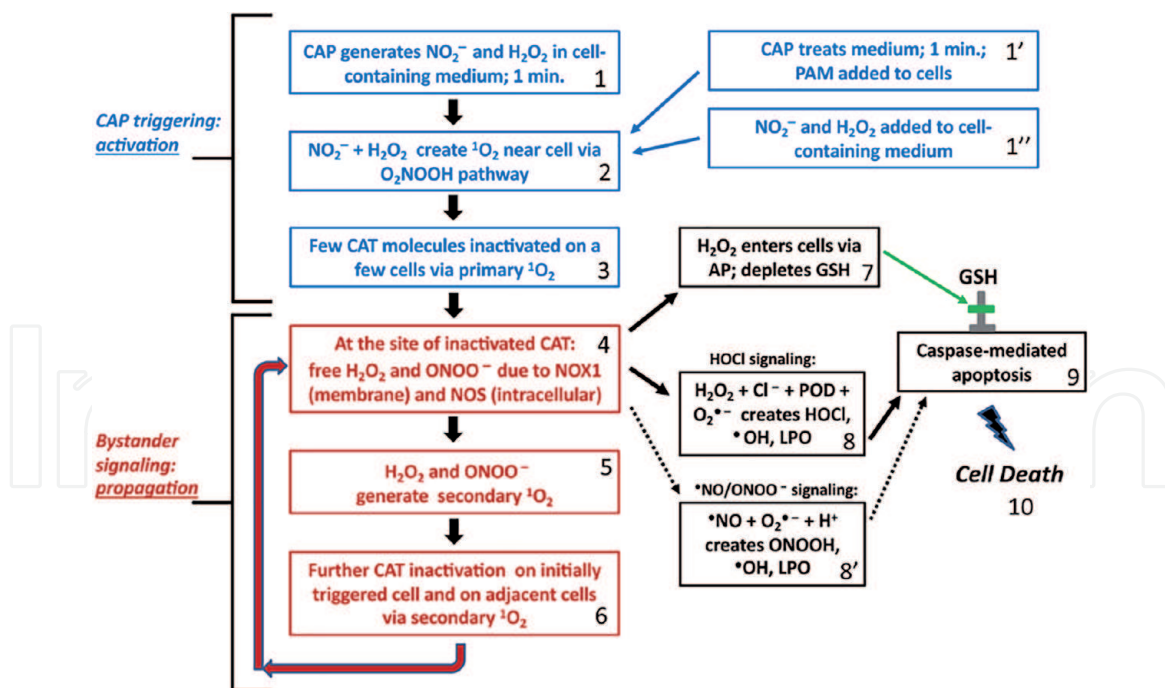 CAP generates NO₂⁻ and H₂O₂ in cell-
containing medium; 1 min.
1
CAP treats medium; 1 min.;
PAM added to cells
1'
CAP triggering:
activation
NO₂⁻ + H₂O₂ create ¹O₂ near cell via
O₂NOOH pathway
2
NO₂⁻ and H₂O₂ added to cell-
containing medium
1''
Few CAT molecules inactivated on a
few cells via primary ¹O₂
3
H₂O₂ enters cells via
AP; depletes GSH
7
GSH
At the site of inactivated CAT:
free H₂O₂ and ONOO⁻ due to NOX1
(membrane) and NOS (intracellular)
4
HOCl signaling:
H₂O₂ + Cl⁻ + POD +
O₂•⁻ creates HOCl,
•OH, LPO
8
Caspase-mediated
apoptosis
9
Bystander
signaling:
propagation
H₂O₂ and ONOO⁻
generate secondary ¹O₂
5
•NO/ONOO⁻ signaling:
•NO + O₂•⁻ + H⁺
creates ONOOH,
•OH, LPO
8'
Cell Death
10
Further CAT inactivation on initially
triggered cell and on adjacent cells
via secondary ¹O₂
6